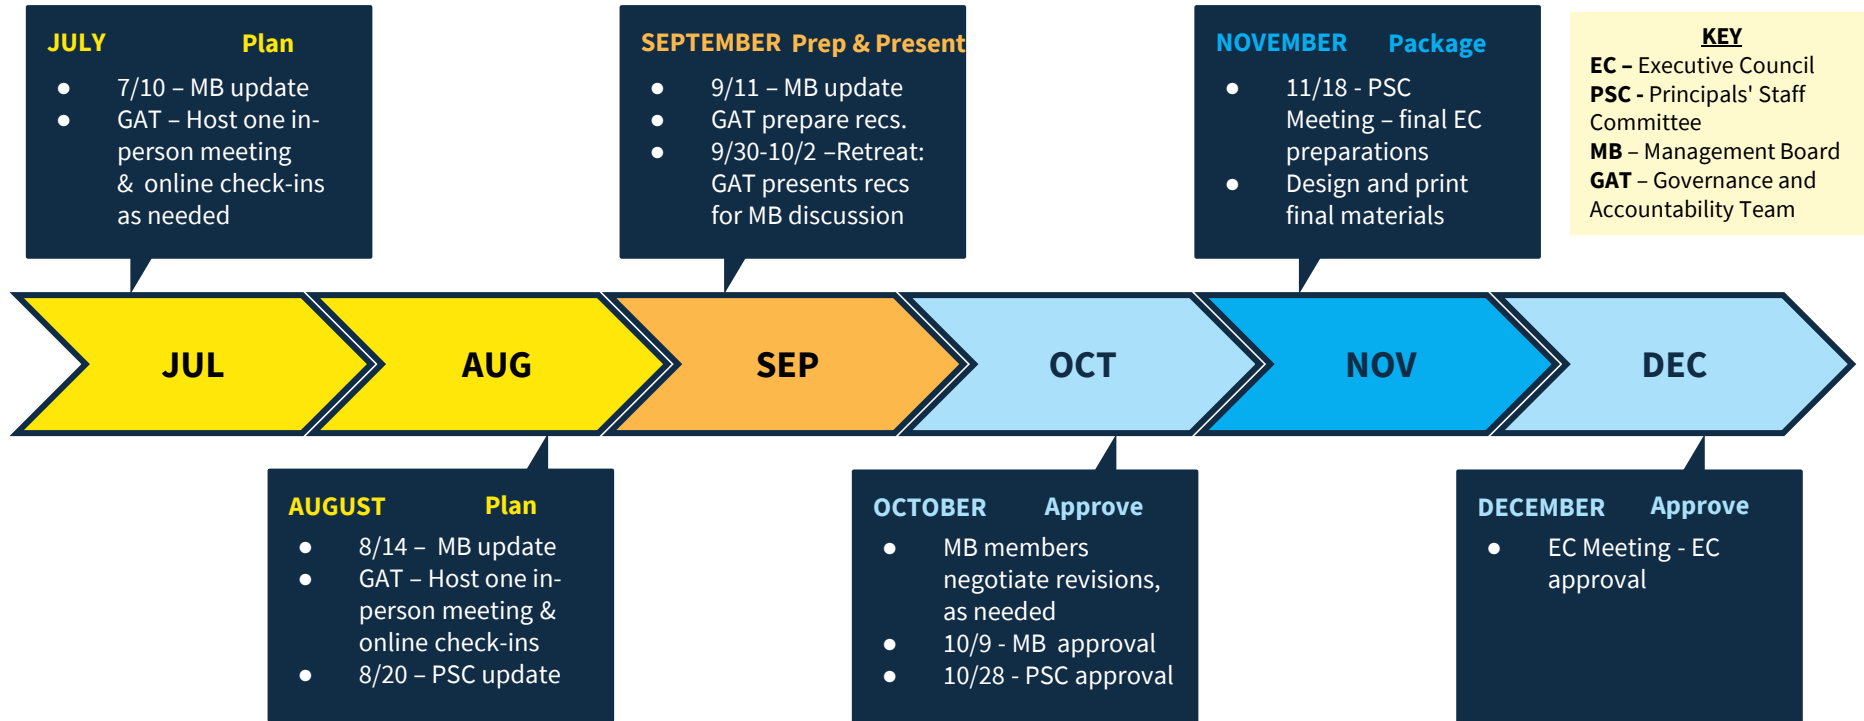 JULY Plan
● 7/10 – MB update
● GAT – Host one in-
person meeting
& online check-ins
as needed
SEPTEMBER Prep & Present
● 9/11 – MB update
● GAT prepare recs.
● 9/30-10/2 –Retreat:
GAT presents recs
for MB discussion
NOVEMBER Package
● 11/18 - PSC
Meeting – final EC
preparations
● Design and print
final materials
KEY
EC – Executive Council
PSC - Principals' Staff
Committee
MB – Management Board
GAT – Governance and
Accountability Team
JUL AUG SEP OCT NOV DEC
AUGUST Plan
● 8/14 – MB update
● GAT – Host one in-
person meeting &
online check-ins
● 8/20 – PSC update
OCTOBER Approve
● MB members
negotiate revisions,
as needed
● 10/9 - MB approval
● 10/28 - PSC approval
DECEMBER Approve
● EC Meeting - EC
approval